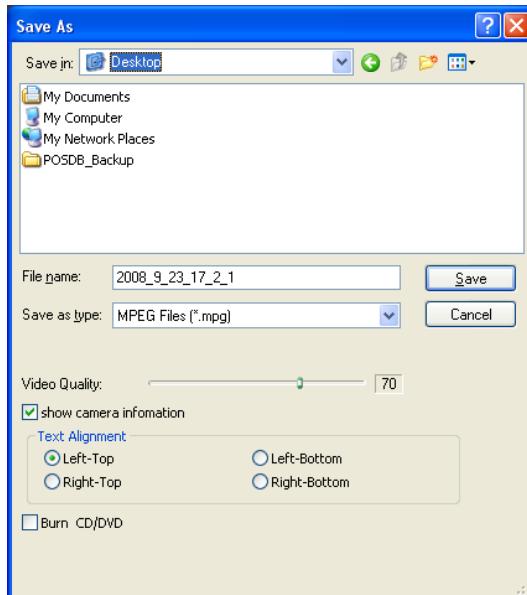 Save As
Save in: Desktop
My Documents
My Computer
My Network Places
POSDB_Backup
File name: 2008_9_23_17_2_1 Save
Save as type: MPEG Files (*.mpg) Cancel
Video Quality: 70
show camera infomation
Text Alignment
Left-Top Left-Bottom
Right-Top Right-Bottom
Burn CD/DVD